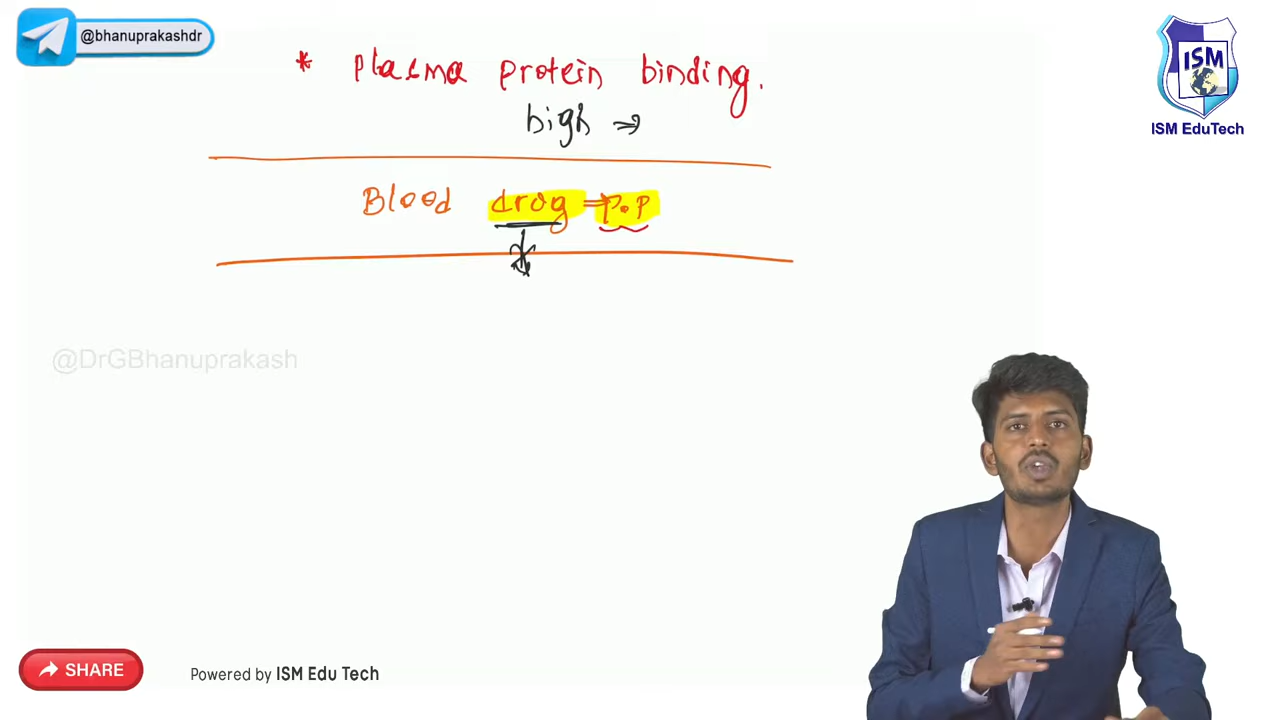 @bhanuprakashdr
* plasma protein binding.
high →
Blood drug → p.p
ISM
ISM EduTech
@DrGBhanuprakash
SHARE
Powered by ISM Edu Tech